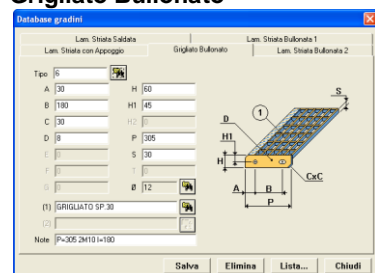 Grigliato Bullonato
Database gradini
Lam. Striata Saldata
Lam. Striata Bullonata 1
Lam. Striata con Appoggio
Grigliato Bullonato
Lam. Striata Bullonata 2
Tipo 6
A 30 H 60
B 180 H1 45
C 30 H2 0
D 8 P 305
E 0 S 30
F 0 T 0
G 0 Ø 12
(1) GRIGLIATO SP.30
(2)
Note P=305 2M10 I=180
S
1
D
H1
H
A
B
CxC
P
Salva Elimina Lista... Chiudi